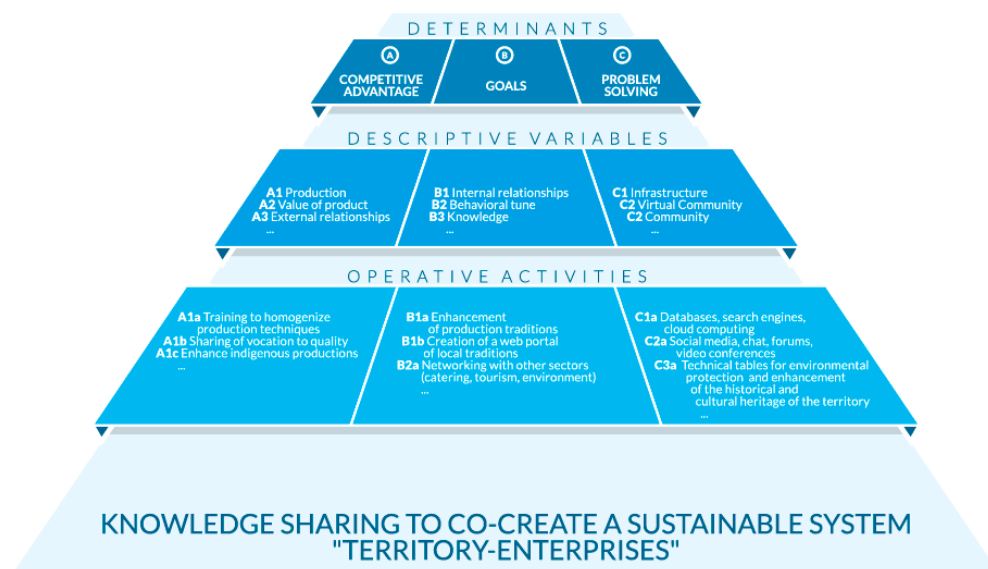 DETERMINANTS
A
COMPETITIVE
ADVANTAGE
B
GOALS
C
PROBLEM
SOLVING
DESCRIPTIVE VARIABLES
A1 Production
A2 Value of product
A3 External relationships
...
B1 Internal relationships
B2 Behavioral tune
B3 Knowledge
...
C1 Infrastructure
C2 Virtual Community
C2 Community
...
OPERATIVE ACTIVITIES
A1a Training to homogenize
production techniques
A1b Sharing of vocation to quality
A1c Enhance indigenous productions
...
B1a Enhancement
of production traditions
B1b Creation of a web portal
of local traditions
B2a Networking with other sectors
(catering, tourism, environment)
...
C1a Databases, search engines,
cloud computing
C2a Social media, chat, forums,
video conferences
C3a Technical tables for environmental
protection and enhancement
of the historical and
cultural heritage of the territory
...
KNOWLEDGE SHARING TO CO-CREATE A SUSTAINABLE SYSTEM
"TERRITORY-ENTERPRISES"